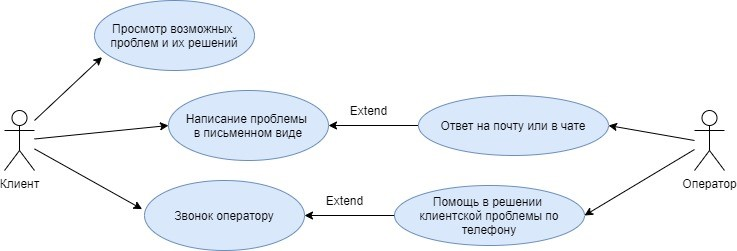 Просмотр возможных
проблем и их решений
Написание проблемы
в письменном виде
Extend
Ответ на почту или в чате
Клиент
Оператор
Звонок оператору
Extend
Помощь в решении
клиентской проблемы по
телефону